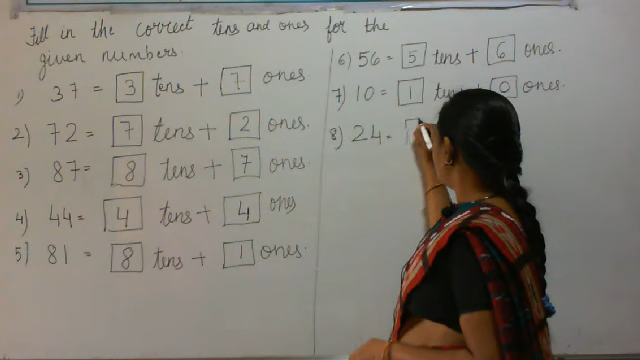 Fill in the correct tens and ones for the
given numbers.
1) 37 = 3 tens + 7 ones
2) 72 = 7 tens + 2 ones.
3) 87= 8 tens + 7 ones.
4) 44= 4 tens + 4 ones
5) 81 = 8 tens + 1 ones.
6) 56 = 5 tens + 6 ones.
7) 10 = 1 tens + 0 ones.
8) 24=